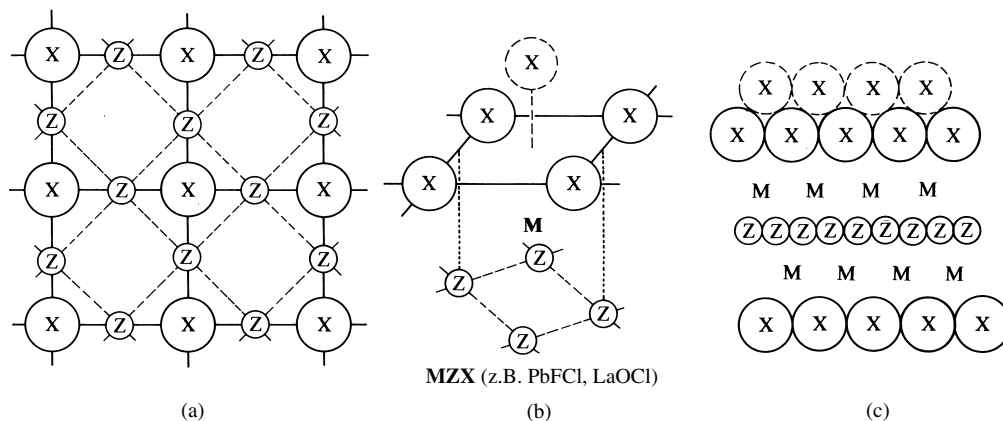 X Z X Z X
Z Z Z
X Z X Z X
Z Z Z
X Z X Z X
(a)
X
X X
X X
M
Z
Z
Z
Z
MZX (z.B. PbFCl, LaOCl)
(b)
X X X X
X X X X X
M M M M
Z Z Z Z Z Z Z Z Z
M M M M
X X X X X
(c)